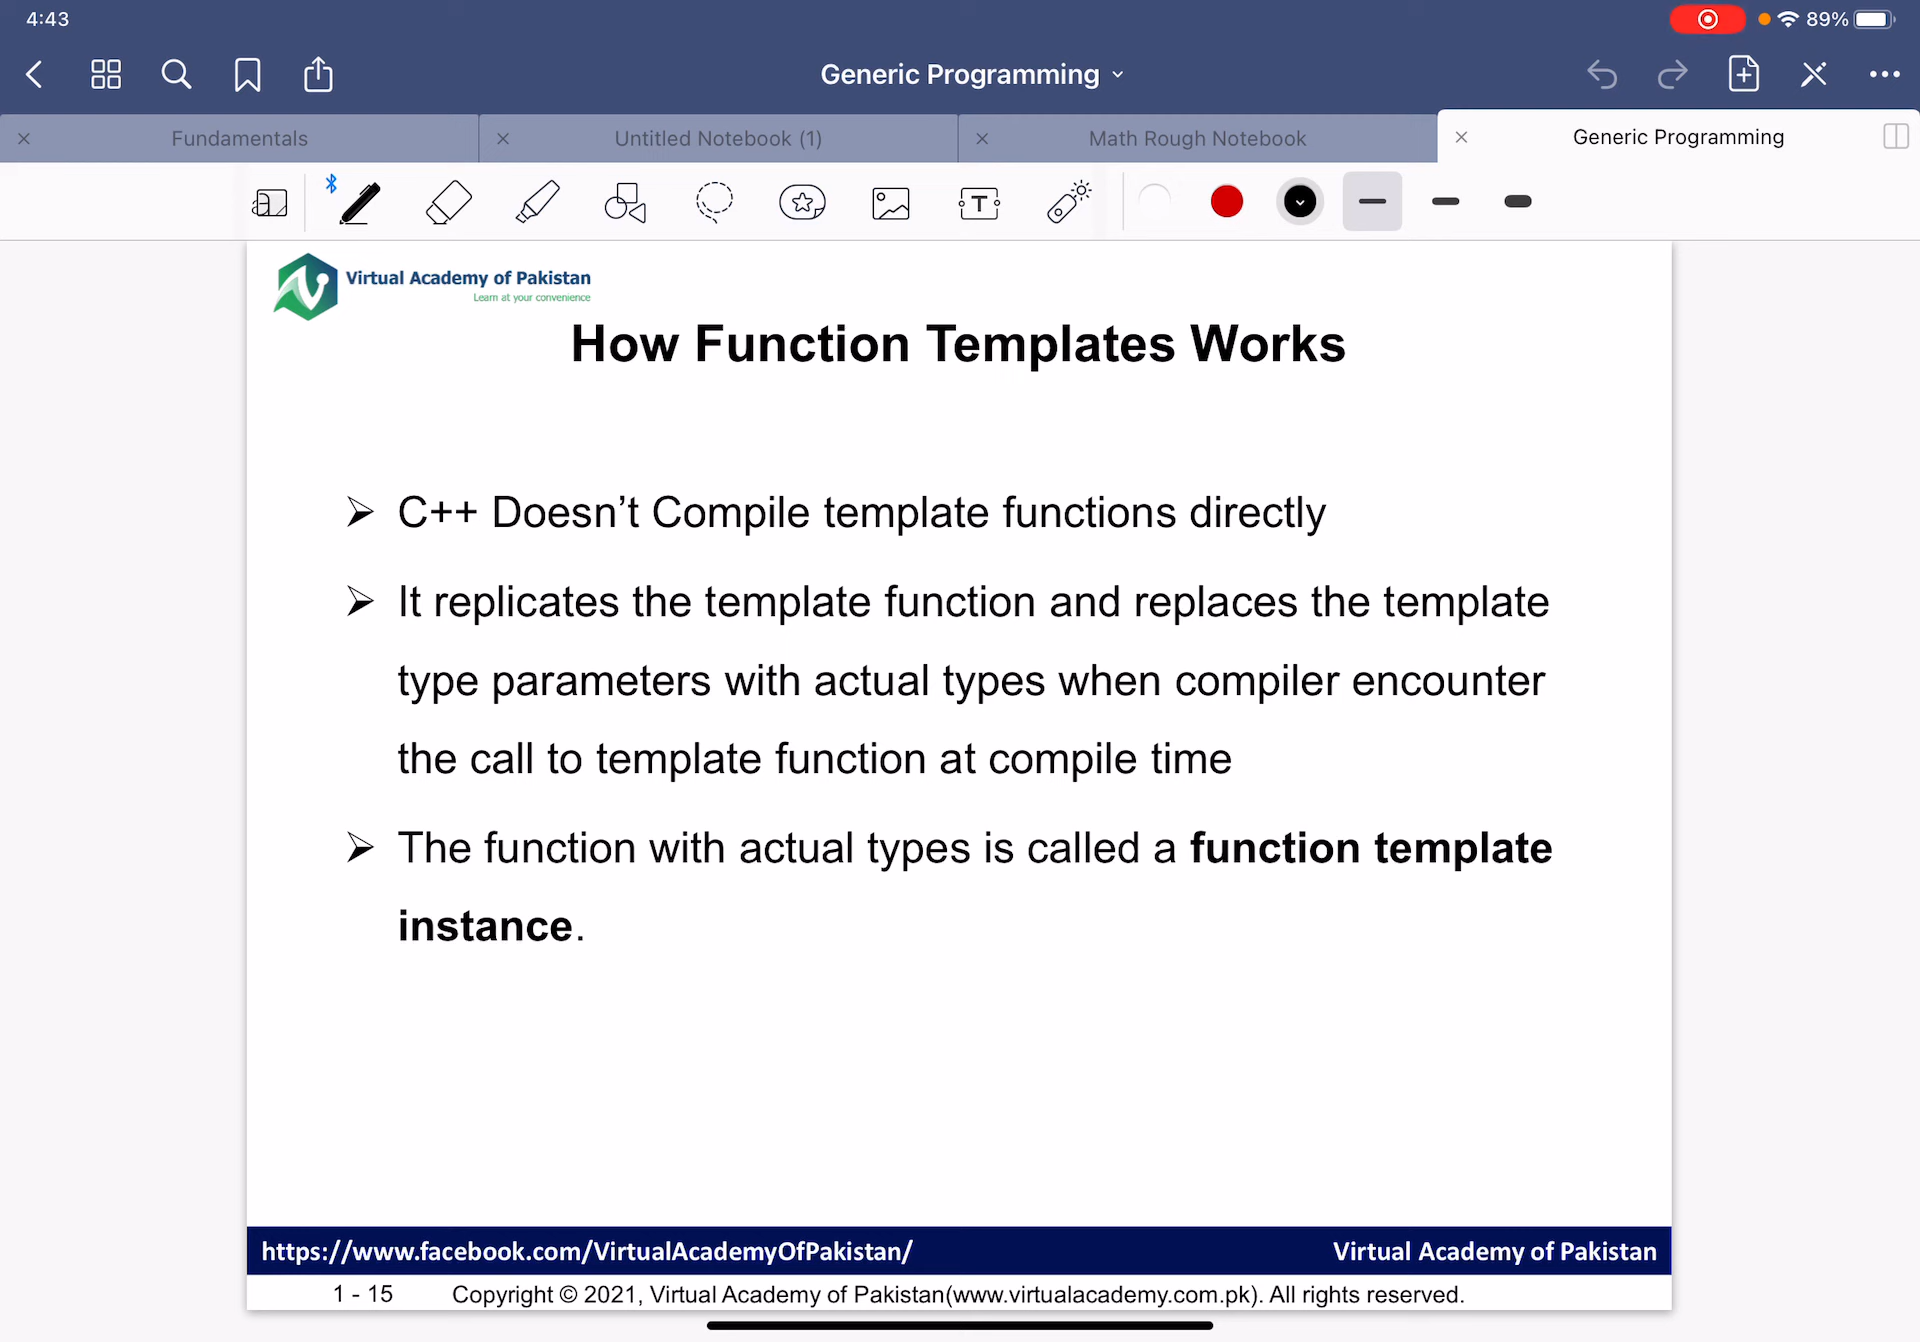 4:43
89%
Generic Programming
Fundamentals
Untitled Notebook (1)
Math Rough Notebook
Generic Programming
Virtual Academy of Pakistan
Learn at your convenience
How Function Templates Works
C++ Doesn’t Compile template functions directly
It replicates the template function and replaces the template
type parameters with actual types when compiler encounter
the call to template function at compile time
The function with actual types is called a function template
instance.
https://www.facebook.com/VirtualAcademyOfPakistan/
Virtual Academy of Pakistan
1 - 15
Copyright © 2021, Virtual Academy of Pakistan(www.virtualacademy.com.pk). All rights reserved.